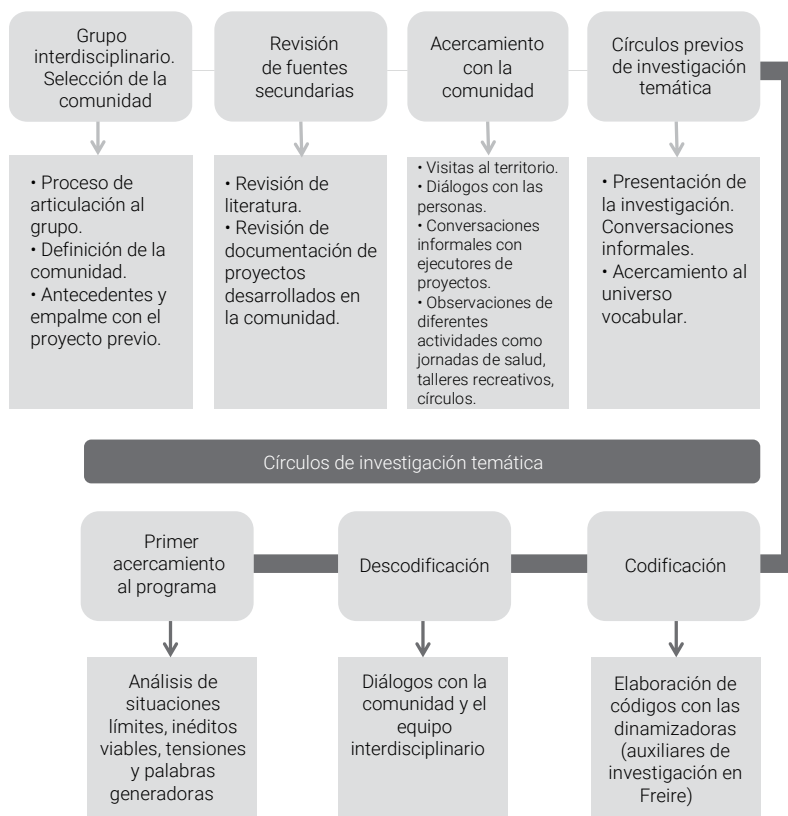 Grupo
interdisciplinario.
Selección de la
comunidad
Revisión
de fuentes
secundarias
Acercamiento
con la
comunidad
Círculos previos
de investigación
temática
• Proceso de
articulación al
grupo.
• Definición de la
comunidad.
• Antecedentes y
empalme con el
proyecto previo.
• Revisión de
literatura.
• Revisión de
documentación de
proyectos
desarrollados en
la comunidad.
• Visitas al territorio.
• Diálogos con las
personas.
• Conversaciones
informales con
ejecutores de
proyectos.
• Observaciones de
diferentes
actividades como
jornadas de salud,
talleres recreativos,
círculos.
• Presentación de
la investigación.
Conversaciones
informales.
• Acercamiento al
universo
vocabular.
Círculos de investigación temática
Primer
acercamiento
al programa
Descodificación
Codificación
Análisis de
situaciones
límites, inéditos
viables, tensiones
y palabras
generadoras
Diálogos con la
comunidad y el
equipo
interdisciplinario
Elaboración de
códigos con las
dinamizadoras
(auxiliares de
investigación en
Freire)